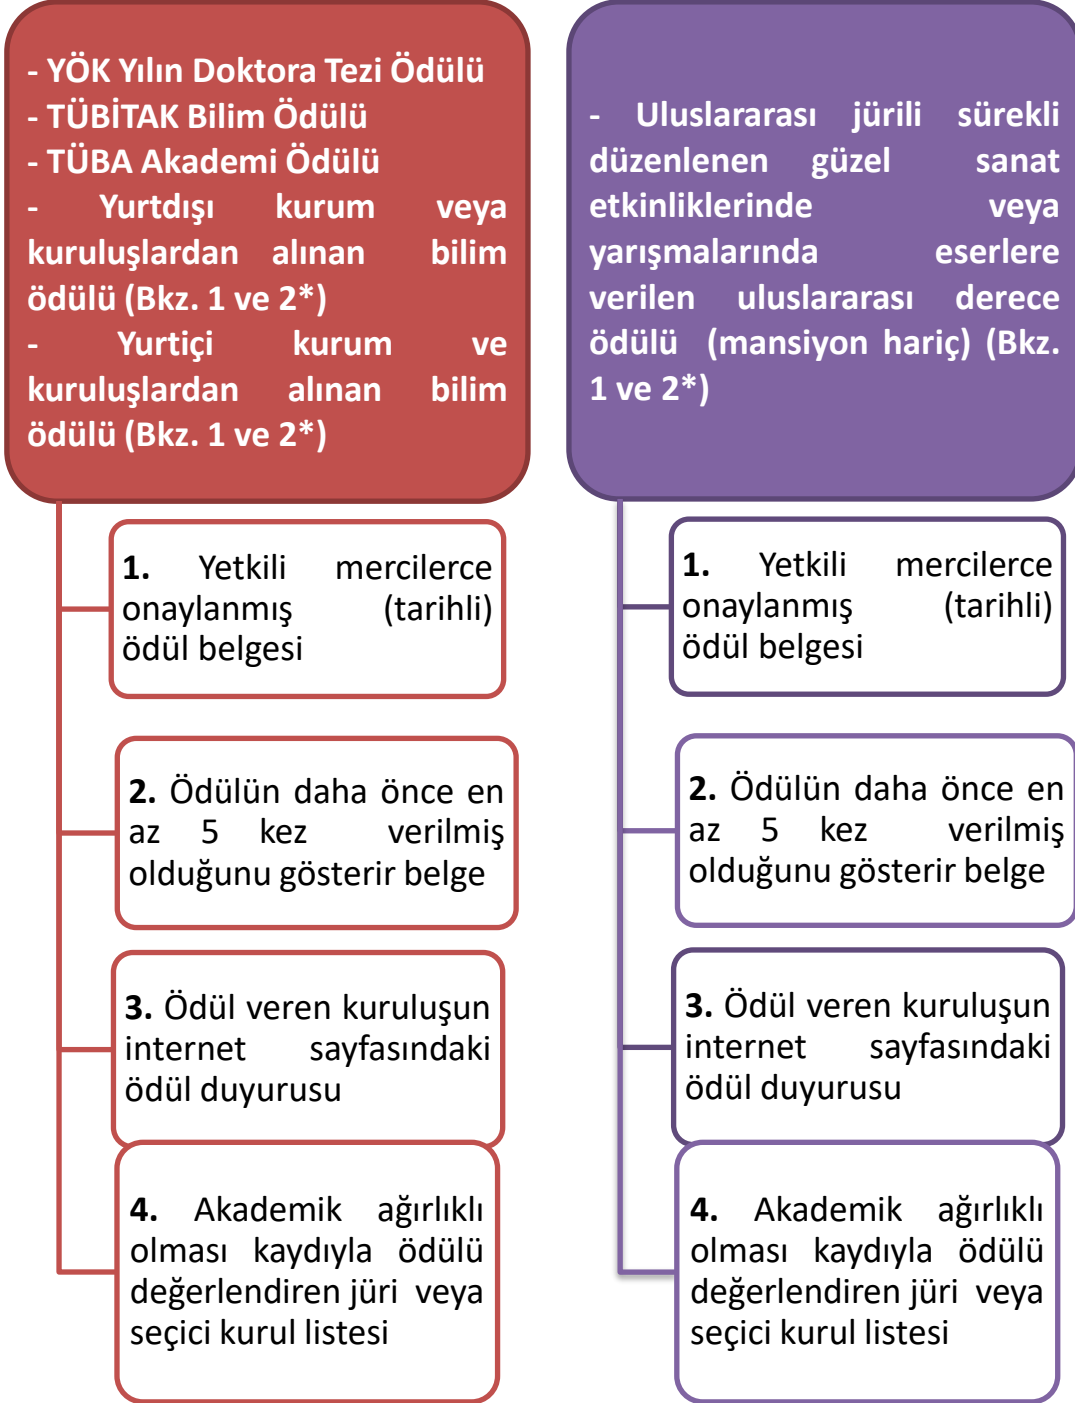 - YÖK Yılın Doktora Tezi Ödülü
- TÜBİTAK Bilim Ödülü
- TÜBA Akademi Ödülü
- Yurtdışı kurum veya
kuruluşlardan alınan bilim
ödülü (Bkz. 1 ve 2*)
- Yurtiçi kurum ve
kuruluşlardan alınan bilim
ödülü (Bkz. 1 ve 2*)
1. Yetkili mercilerce
onaylanmış (tarihli)
ödül belgesi
2. Ödülün daha önce en
az 5 kez verilmiş
olduğunu gösterir belge
3. Ödül veren kuruluşun
internet sayfasındaki
ödül duyurusu
4. Akademik ağırlıklı
olması kaydıyla ödülü
değerlendiren jüri veya
seçici kurul listesi
- Uluslararası jürili sürekli
düzenlenen güzel sanat
etkinliklerinde veya
yarışmalarında eserlere
verilen uluslararası derece
ödülü (mansiyon hariç) (Bkz.
1 ve 2*)
1. Yetkili mercilerce
onaylanmış (tarihli)
ödül belgesi
2. Ödülün daha önce en
az 5 kez verilmiş
olduğunu gösterir belge
3. Ödül veren kuruluşun
internet sayfasındaki
ödül duyurusu
4. Akademik ağırlıklı
olması kaydıyla ödülü
değerlendiren jüri veya
seçici kurul listesi